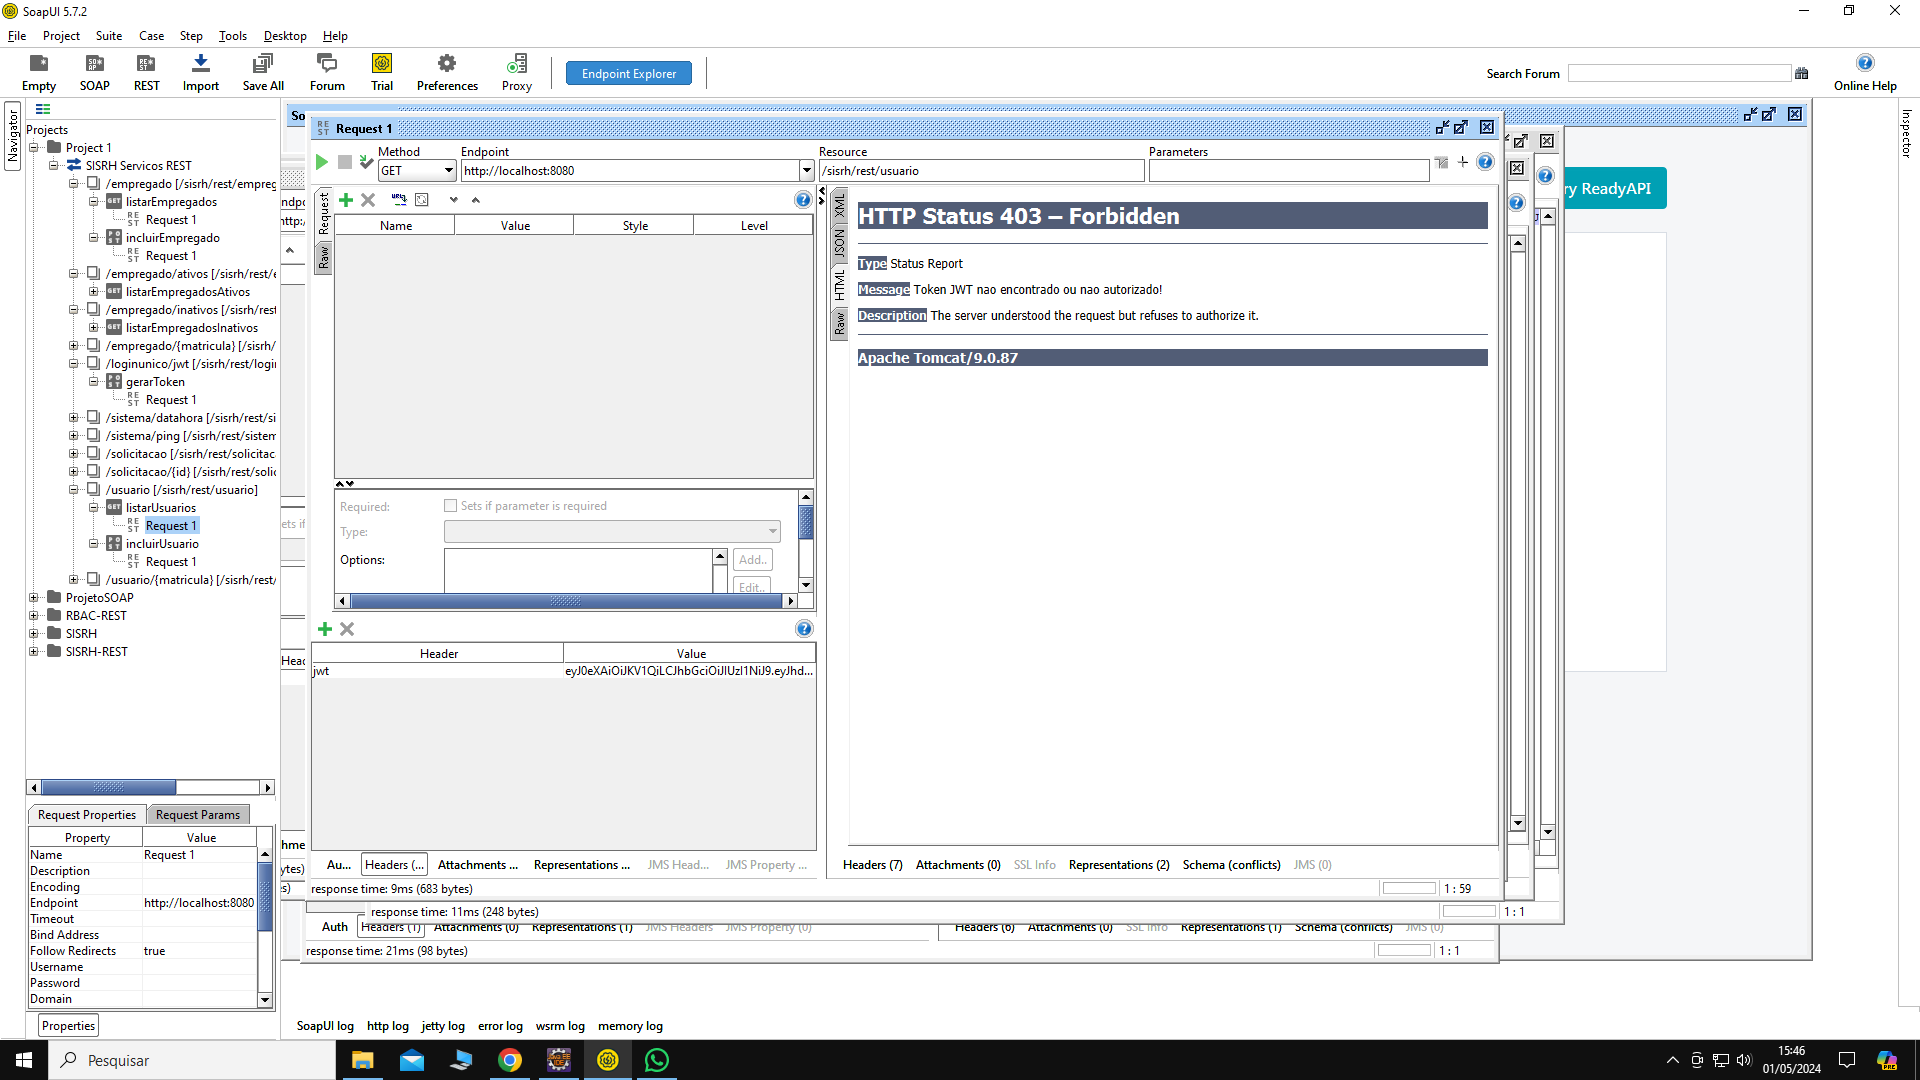 SoapUI 5.7.2
File Project Suite Case Step Tools Desktop Help
Empty SOAP REST Import Save All Forum Trial Preferences Proxy Endpoint Explorer Search Forum Online Help
Navigator
Inspector
Projects
Project 1
SISRH Servicos REST
/empregado [/sisrh/rest/empreg
listarEmpregados
Request 1
incluirEmpregado
Request 1
/empregado/ativos [/sisrh/rest/e
listarEmpregadosAtivos
/empregado/inativos [/sisrh/rest
listarEmpregadosInativos
/empregado/{matricula} [/sisrh/
/loginunico/jwt [/sisrh/rest/logi
gerarToken
Request 1
/sistema/datahora [/sisrh/rest/si
/sistema/ping [/sisrh/rest/sistem
/solicitacao [/sisrh/rest/solicitac
/solicitacao/{id} [/sisrh/rest/soli
/usuario [/sisrh/rest/usuario]
listarUsuarios
Request 1
incluirUsuario
Request 1
/usuario/{matricula} [/sisrh/rest/
ProjetoSOAP
RBAC-REST
SISRH
SISRH-REST
Request Properties Request Params
Property Value
Name Request 1
Description
Encoding
Endpoint http://localhost:8080
Timeout
Bind Address
Follow Redirects true
Username
Password
Domain
Properties
So
Request 1
Method Endpoint Resource Parameters
GET http://localhost:8080 /sisrh/rest/usuario
Request
Raw
Name Value Style Level
Required: Sets if parameter is required
Type:
Options: Add..
Edit..
Header Value
jwt eyJ0eXAiOiJKV1QiLCJhbGciOiJIUzI1NiJ9.eyJhd...
XML
JSON
HTML
Raw
HTTP Status 403 – Forbidden
Type Status Report
Message Token JWT nao encontrado ou nao autorizado!
Description The server understood the request but refuses to authorize it.
Apache Tomcat/9.0.87
ry ReadyAPI
Au... Headers (... Attachments ... Representations ... JMS Head... JMS Property ...
Headers (7) Attachments (0) SSL Info Representations (2) Schema (conflicts) JMS (0)
response time: 9ms (683 bytes) 1 : 59
response time: 11ms (248 bytes) 1 : 1
Auth Headers (1) Attachments (0) Representations (1) JMS Headers JMS Property (0)
Headers (6) Attachments (0) SSL Info Representations (1) Schema (conflicts) JMS (0)
response time: 21ms (98 bytes) 1 : 1
SoapUI log http log jetty log error log wsrm log memory log
Pesquisar
15:46
01/05/2024